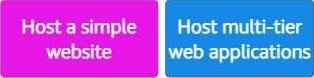 Host a simple
website
Host multi-tier
web applications